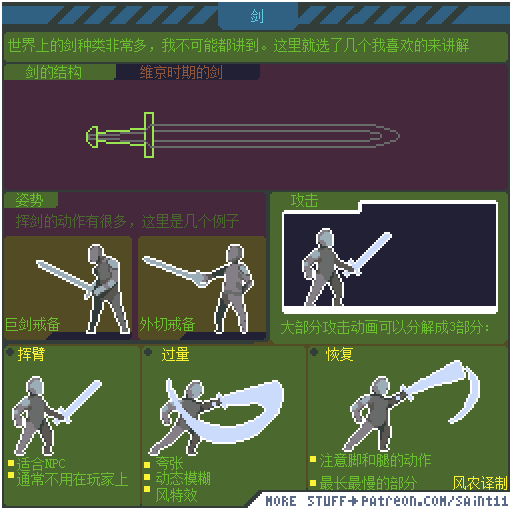 剑
世界上的剑种类非常多，我不可能都讲到。这里就选了几个我喜欢的来讲解
剑的结构
维京时期的剑
姿势
挥剑的动作有很多，这里是几个例子
巨剑戒备
外切戒备
攻击
大部分攻击动画可以分解成3部分：
挥臂
适合NPC
通常不用在玩家上
过量
夸张
动态模糊
风特效
恢复
注意脚和腿的动作
最长最慢的部分
风农译制
MORE STUFF→PATREON.COM/SAINT11